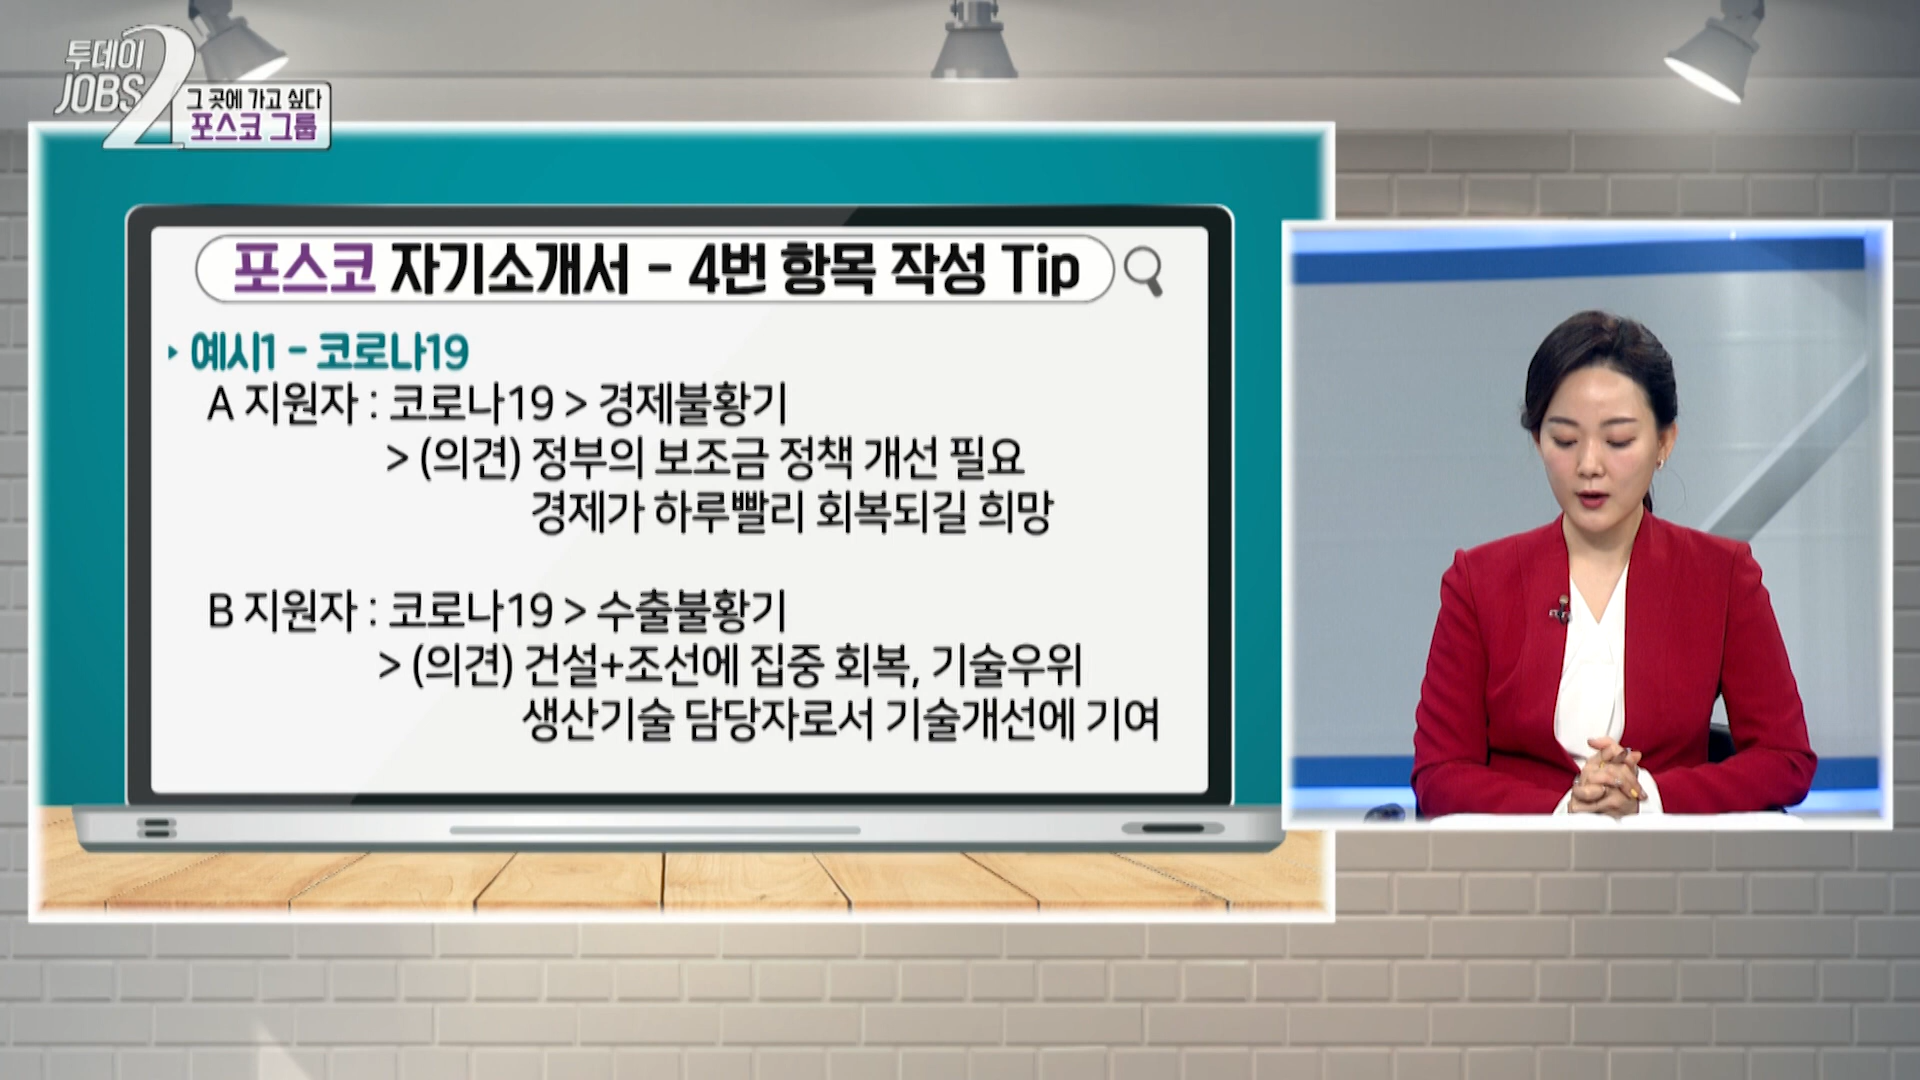 투데이
JOBS 2
그 곳에 가고 싶다
포스코 그룹
포스코 자기소개서 - 4번 항목 작성 Tip
▸ 예시1 - 코로나19
A 지원자 : 코로나19 > 경제불황기
> (의견) 정부의 보조금 정책 개선 필요
경제가 하루빨리 회복되길 희망
B 지원자 : 코로나19 > 수출불황기
> (의견) 건설+조선에 집중 회복, 기술우위
생산기술 담당자로서 기술개선에 기여